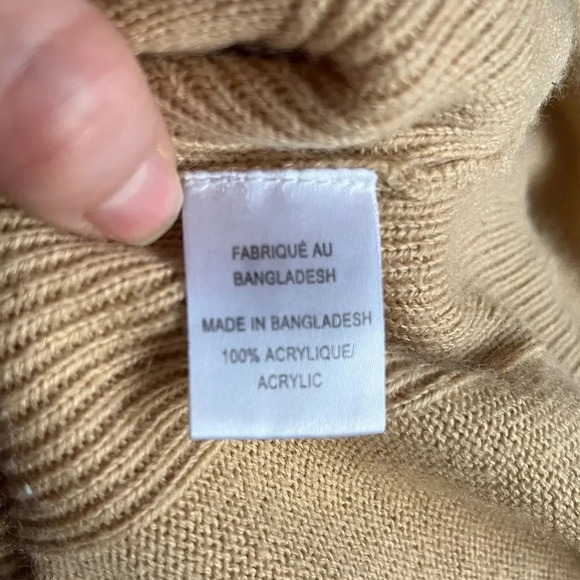 FABRIQUÉ AU
BANGLADESH
MADE IN BANGLADESH
100% ACRYLIQUE/
ACRYLIC